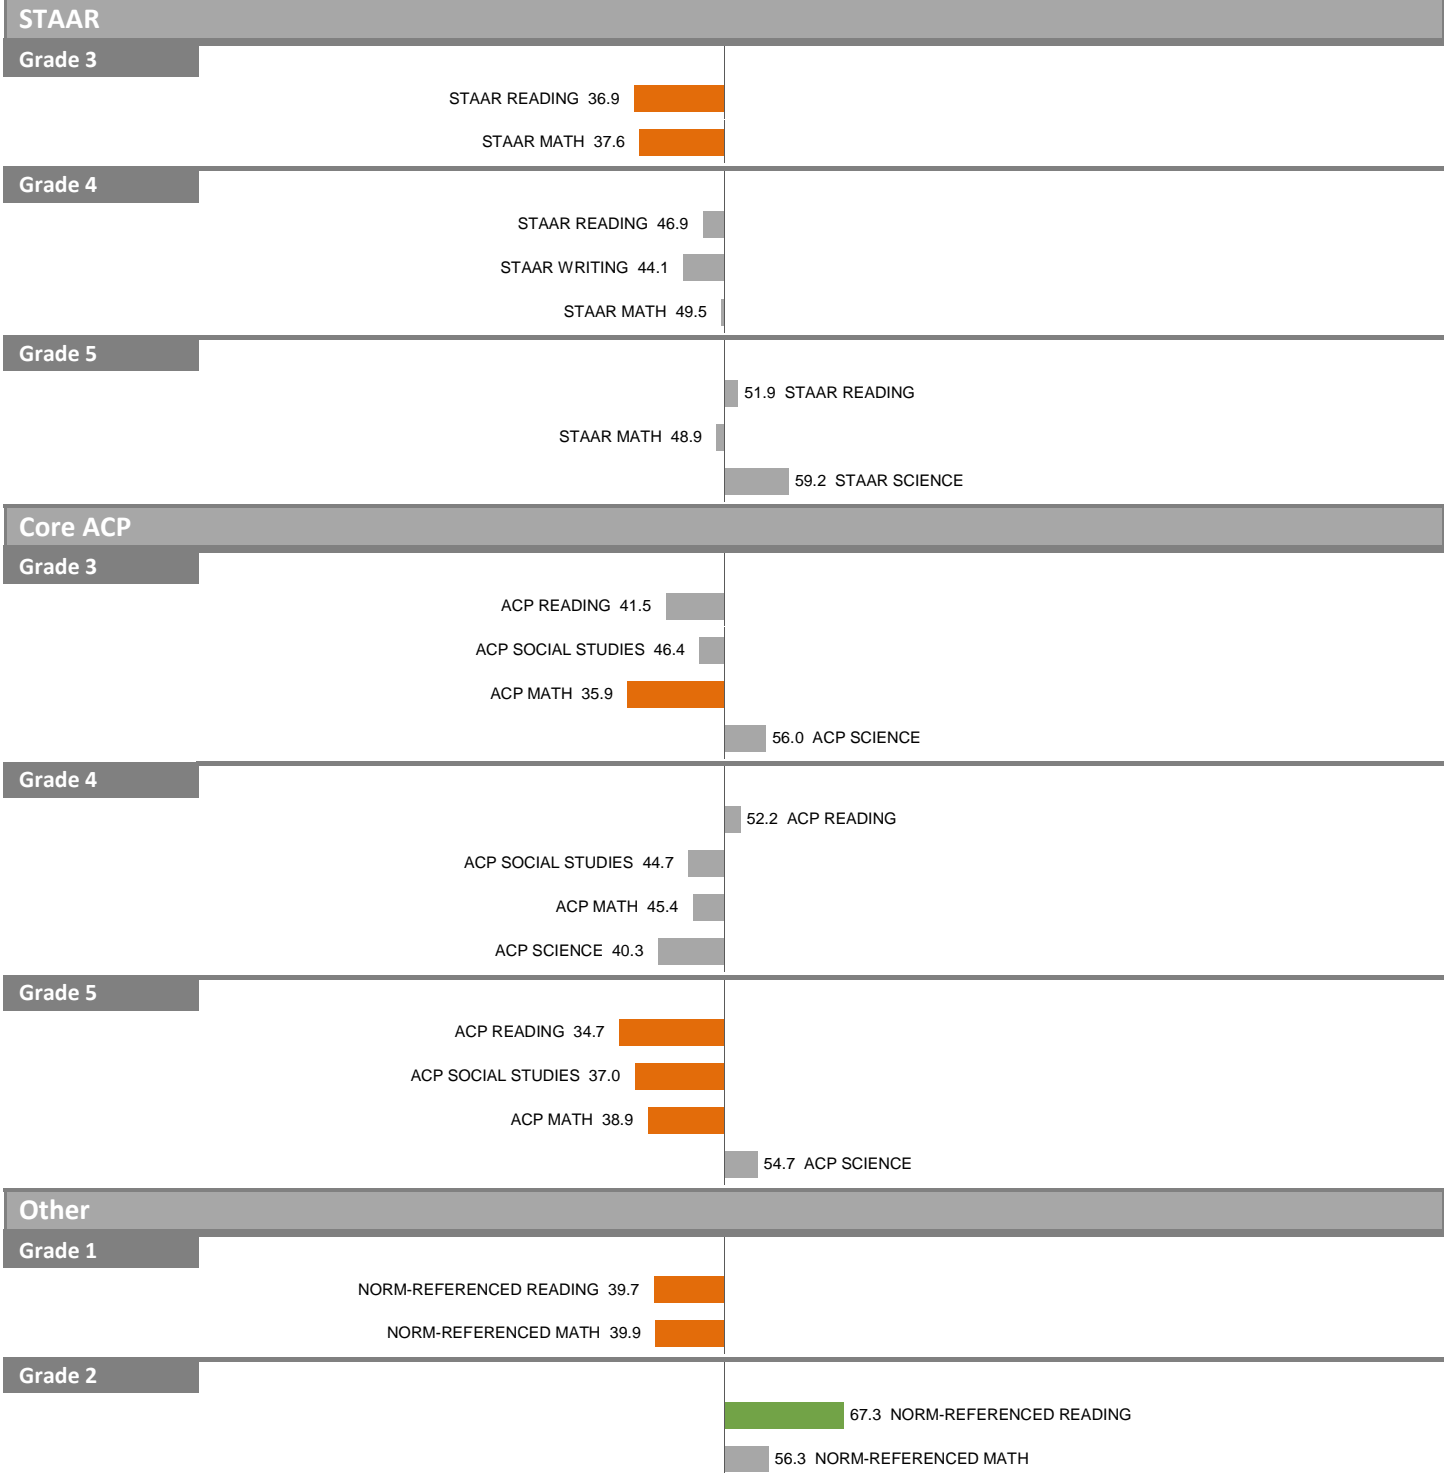 STAAR
Grade 3
STAAR READING 36.9
STAAR MATH 37.6
Grade 4
STAAR READING 46.9
STAAR WRITING 44.1
STAAR MATH 49.5
Grade 5
51.9 STAAR READING
STAAR MATH 48.9
59.2 STAAR SCIENCE
Core ACP
Grade 3
ACP READING 41.5
ACP SOCIAL STUDIES 46.4
ACP MATH 35.9
56.0 ACP SCIENCE
Grade 4
52.2 ACP READING
ACP SOCIAL STUDIES 44.7
ACP MATH 45.4
ACP SCIENCE 40.3
Grade 5
ACP READING 34.7
ACP SOCIAL STUDIES 37.0
ACP MATH 38.9
54.7 ACP SCIENCE
Other
Grade 1
NORM-REFERENCED READING 39.7
NORM-REFERENCED MATH 39.9
Grade 2
67.3 NORM-REFERENCED READING
56.3 NORM-REFERENCED MATH